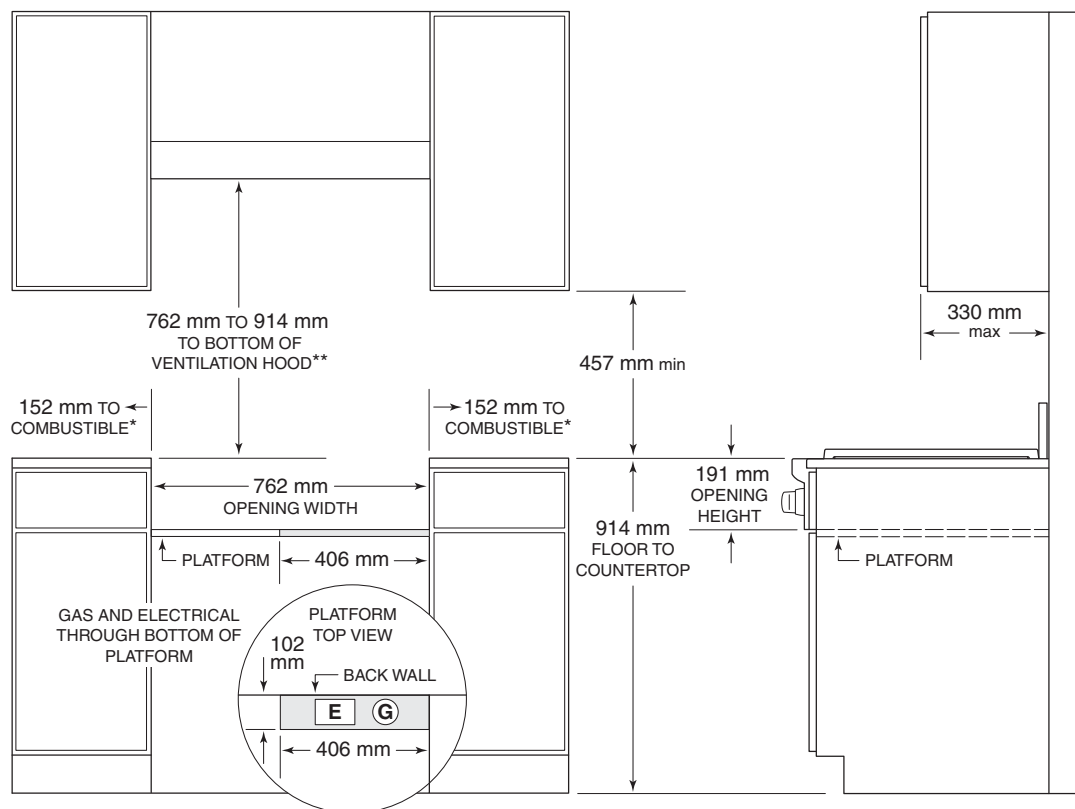 762 mm TO 914 mm
TO BOTTOM OF
VENTILATION HOOD**
330 mm
max
457 mm min
152 mm TO
COMBUSTIBLE*
152 mm TO
COMBUSTIBLE*
762 mm
OPENING WIDTH
191 mm
OPENING
HEIGHT
914 mm
FLOOR TO
COUNTERTOP
PLATFORM
406 mm
PLATFORM
GAS AND ELECTRICAL
THROUGH BOTTOM OF
PLATFORM
PLATFORM
TOP VIEW
102
mm
BACK WALL
E
G
406 mm